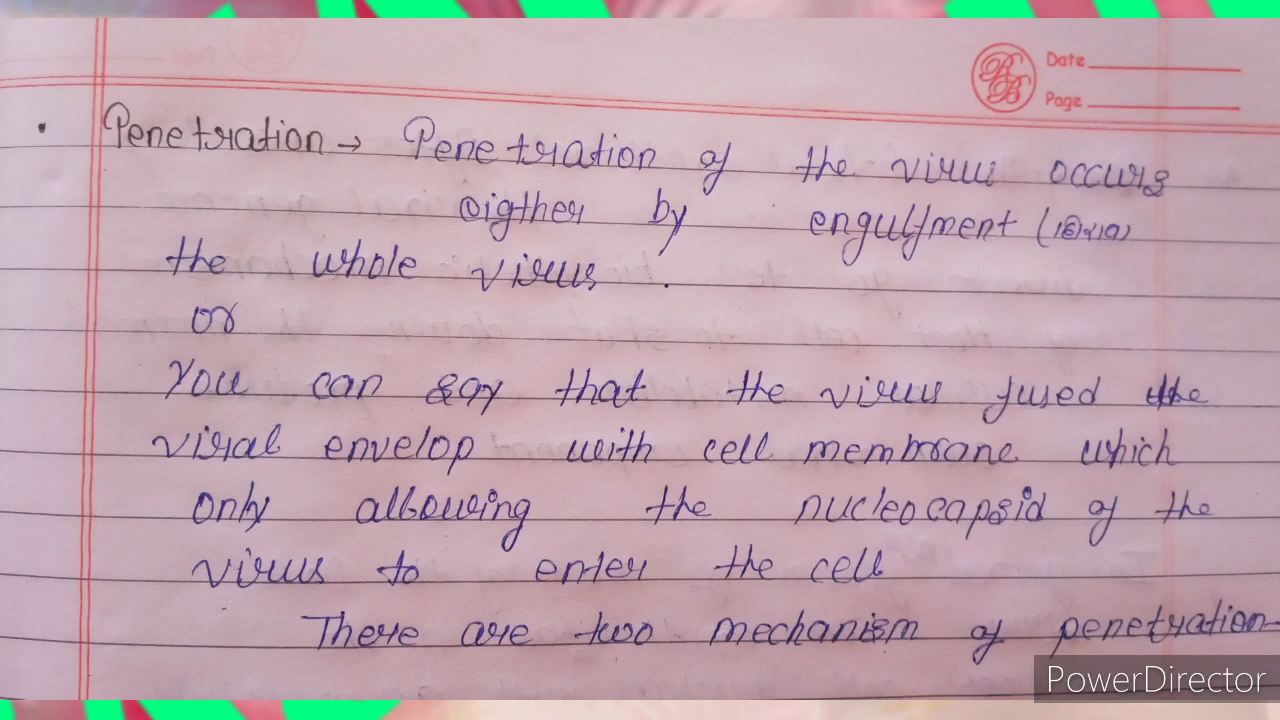 Date
Page
• Penetration → Penetration of the virus occurs
eigther by engulfment (
the whole virus.
or
You can say that the virus fused the
viral envelop with cell membrane which
only allowing the nucleocapsid of the
virus to enter the cell
There are two mechanism of penetration-
PowerDirector